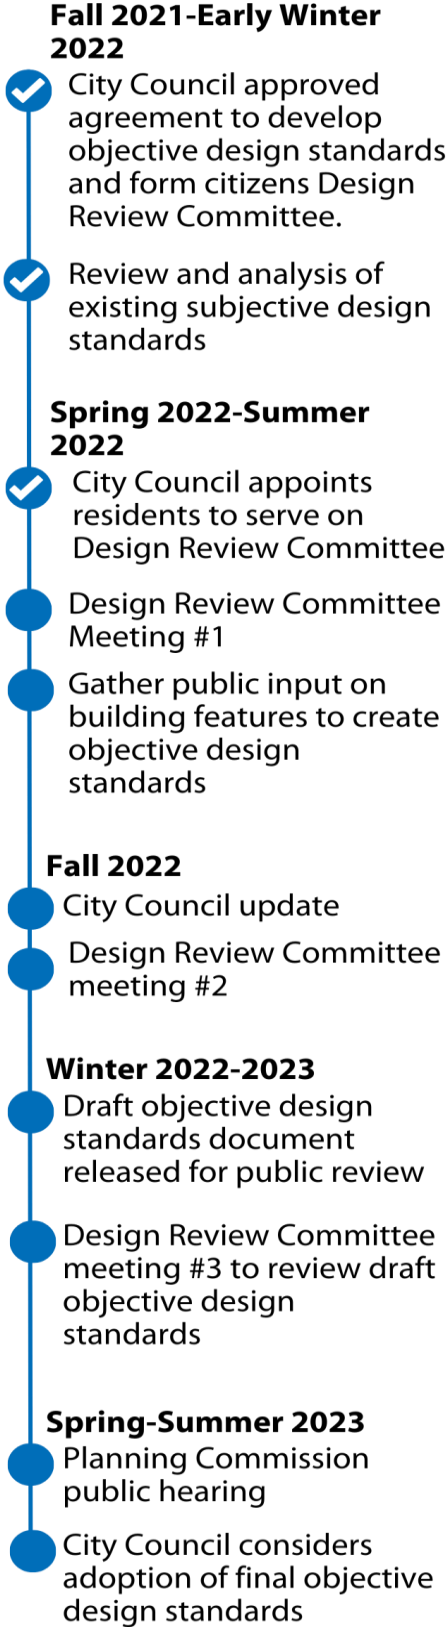 Fall 2021-Early Winter
2022
City Council approved
agreement to develop
objective design standards
and form citizens Design
Review Committee.
Review and analysis of
existing subjective design
standards
Spring 2022-Summer
2022
City Council appoints
residents to serve on
Design Review Committee
Design Review Committee
Meeting #1
Gather public input on
building features to create
objective design
standards
Fall 2022
City Council update
Design Review Committee
meeting #2
Winter 2022-2023
Draft objective design
standards document
released for public review
Design Review Committee
meeting #3 to review draft
objective design
standards
Spring-Summer 2023
Planning Commission
public hearing
City Council considers
adoption of final objective
design standards